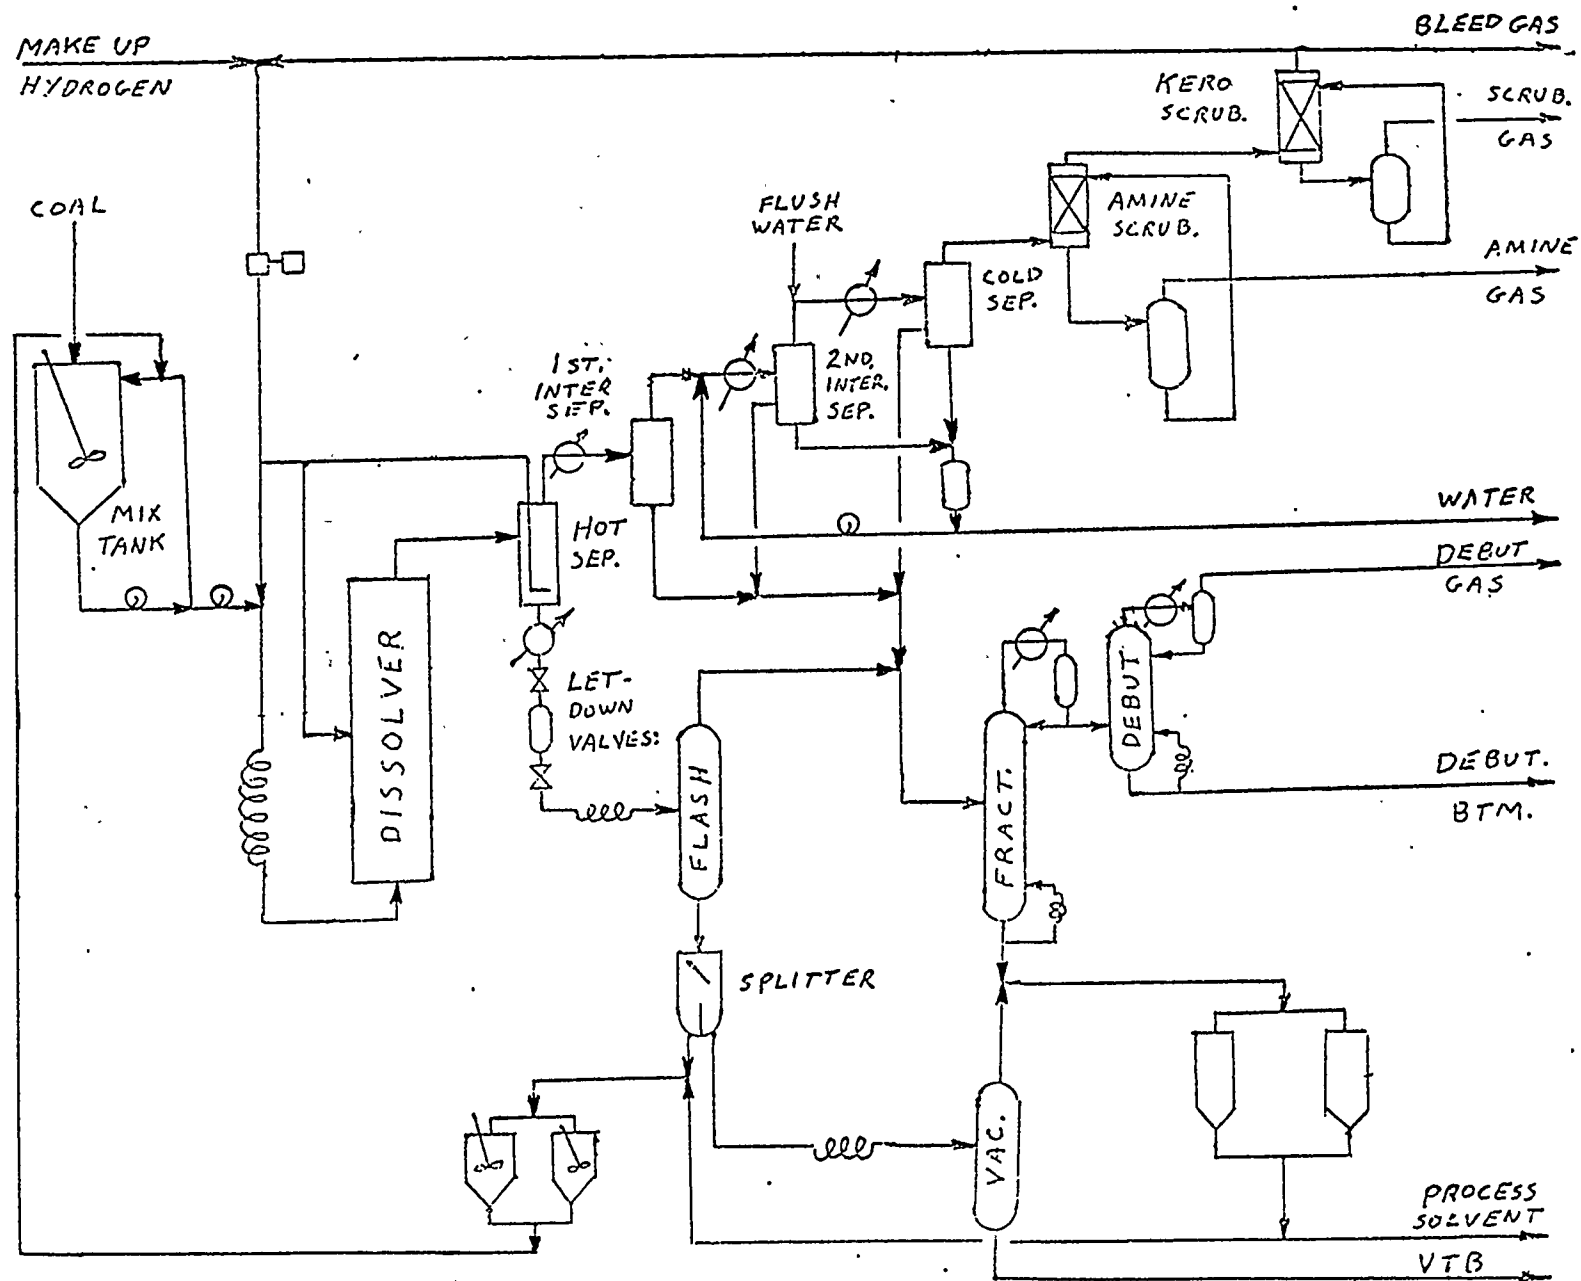 MAKE UP
HYDROGEN
BLEED GAS
KERO
SCRUB.
SCRUB.
GAS
COAL
FLUSH
WATER
AMINE
SCRUB.
AMINE
GAS
COLD
SEP.
1ST.
INTER
SEP.
2ND.
INTER.
SEP.
MIX
TANK
HOT
SEP.
WATER
DEBUT
GAS
DISSOLVER
LET-
DOWN
VALVES:
FLASH
FRACT.
DEBUT
DEBUT.
BTM.
SPLITTER
VAC.
PROCESS
SOLVENT
VTB